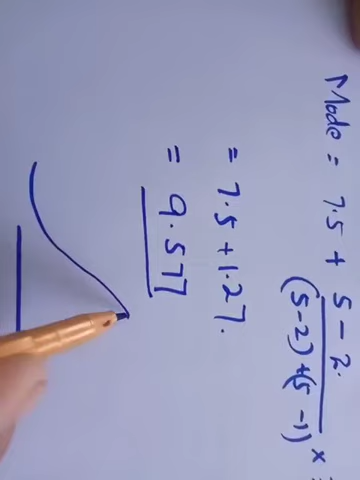 Mode = 7.5 + 5 - 2 / (5-2) + (5-1) ×
= 7.5 + 1.27.
= 9.577